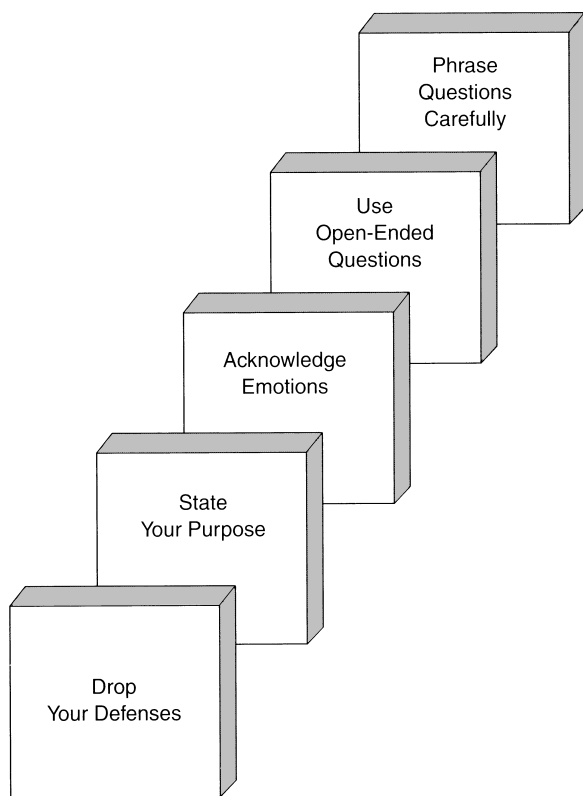 Phrase
Questions
Carefully
Use
Open-Ended
Questions
Acknowledge
Emotions
State
Your Purpose
Drop
Your Defenses